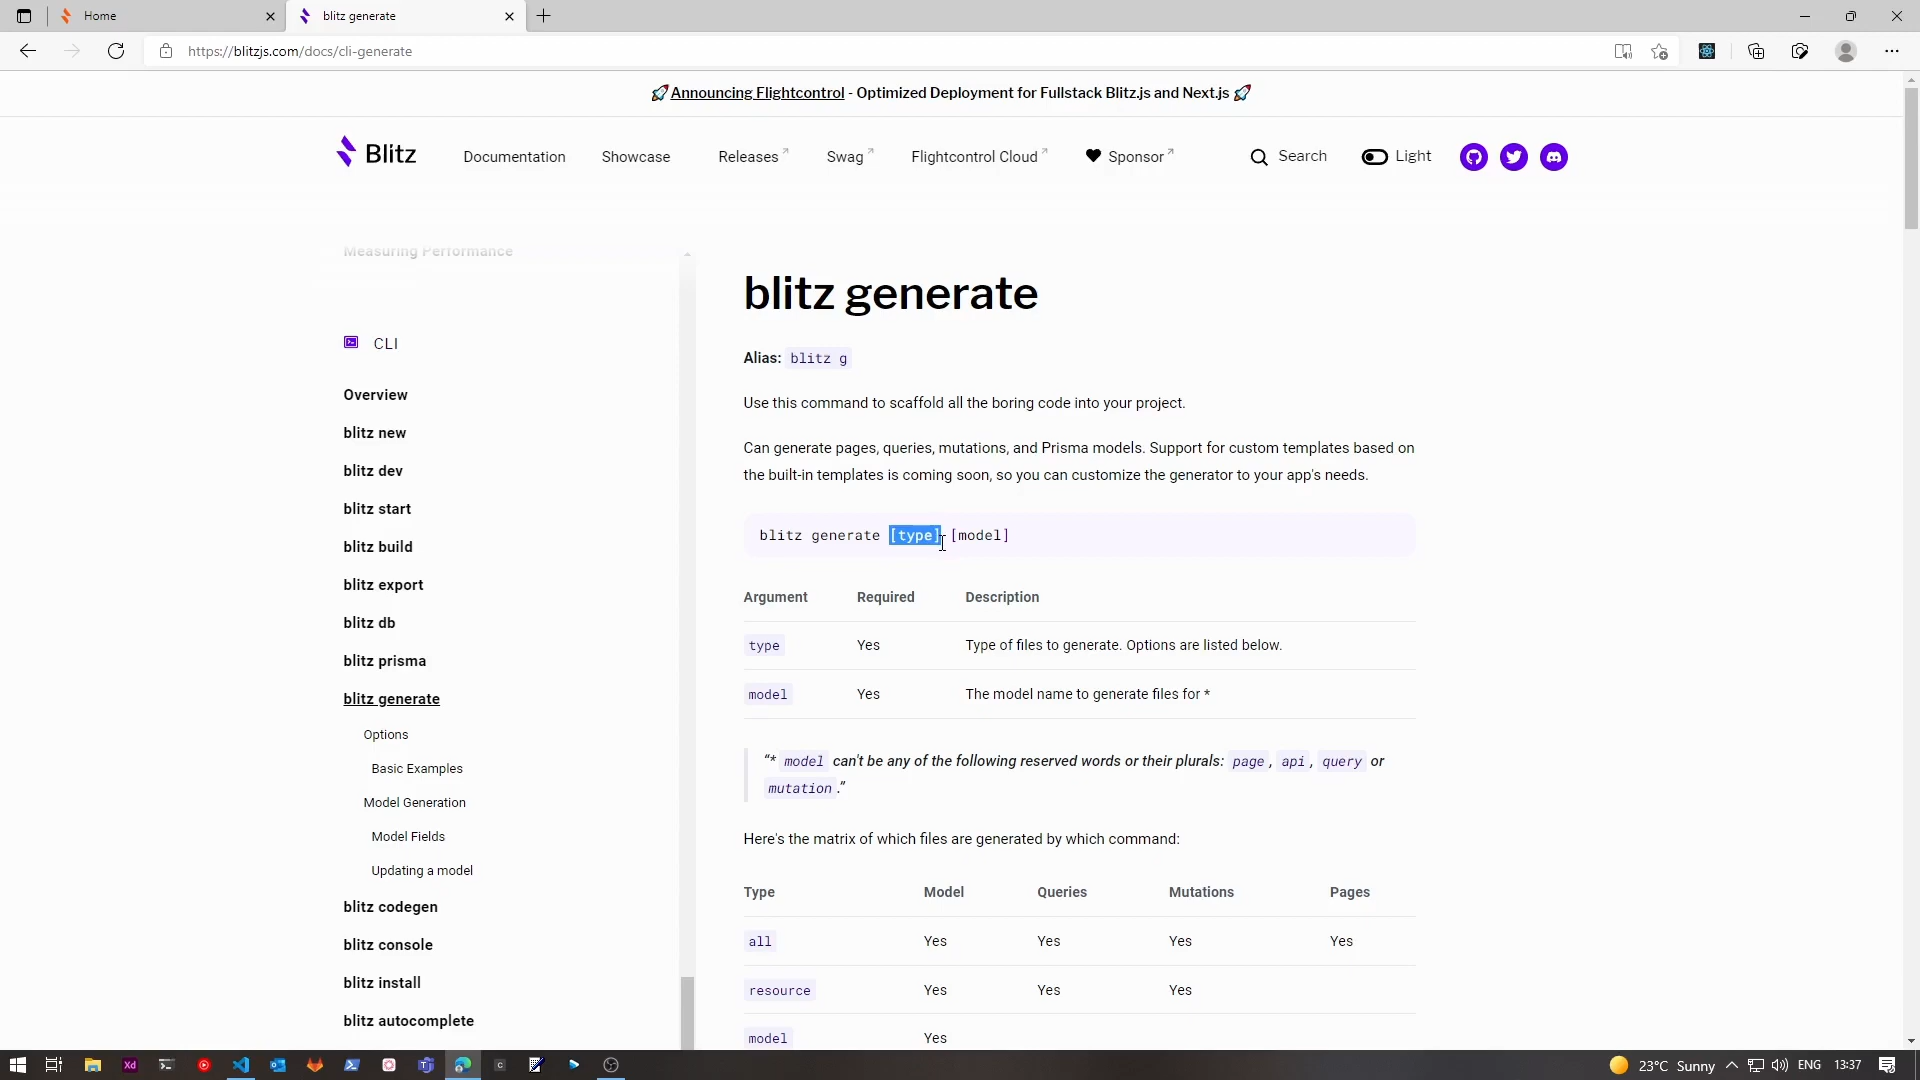 Home
blitz generate
https://blitzjs.com/docs/cli-generate
🚀Announcing Flightcontrol - Optimized Deployment for Fullstack Blitz.js and Next.js 🚀
Blitz
Documentation
Showcase
Releases
Swag
Flightcontrol Cloud
Sponsor
Search
Light
Measuring Performance
CLI
Overview
blitz new
blitz dev
blitz start
blitz build
blitz export
blitz db
blitz prisma
blitz generate
Options
Basic Examples
Model Generation
Model Fields
Updating a model
blitz codegen
blitz console
blitz install
blitz autocomplete
blitz generate
Alias: blitz g
Use this command to scaffold all the boring code into your project.
Can generate pages, queries, mutations, and Prisma models. Support for custom templates based on
the built-in templates is coming soon, so you can customize the generator to your app's needs.
blitz generate [type] [model]
Argument Required Description
type Yes Type of files to generate. Options are listed below.
model Yes The model name to generate files for *
“* model can't be any of the following reserved words or their plurals: page, api, query or
mutation.”
Here's the matrix of which files are generated by which command:
Type Model Queries Mutations Pages
all Yes Yes Yes Yes
resource Yes Yes Yes
model Yes
Xd
23°C Sunny
ENG
13:37